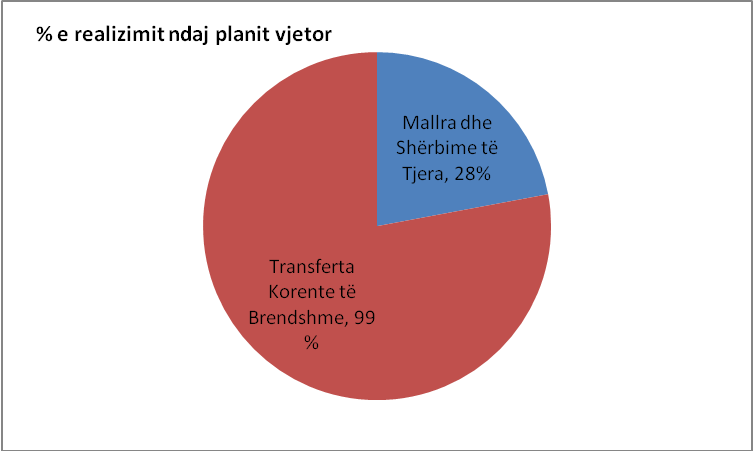 % e realizimit ndaj planit vjetor
Mallra dhe
Shërbime të
Tjera, 28%
Transferta
Korente të
Brendshme, 99
%